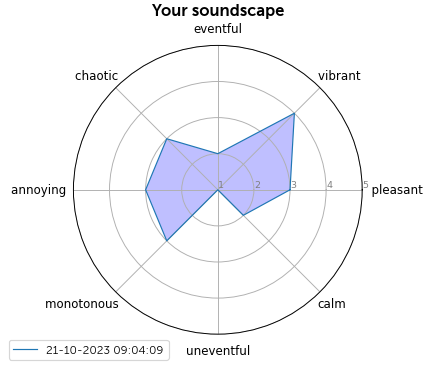 Your soundscape
eventful
chaotic
vibrant
annoying
1
2
3
4
5
pleasant
monotonous
calm
uneventful
21-10-2023 09:04:09